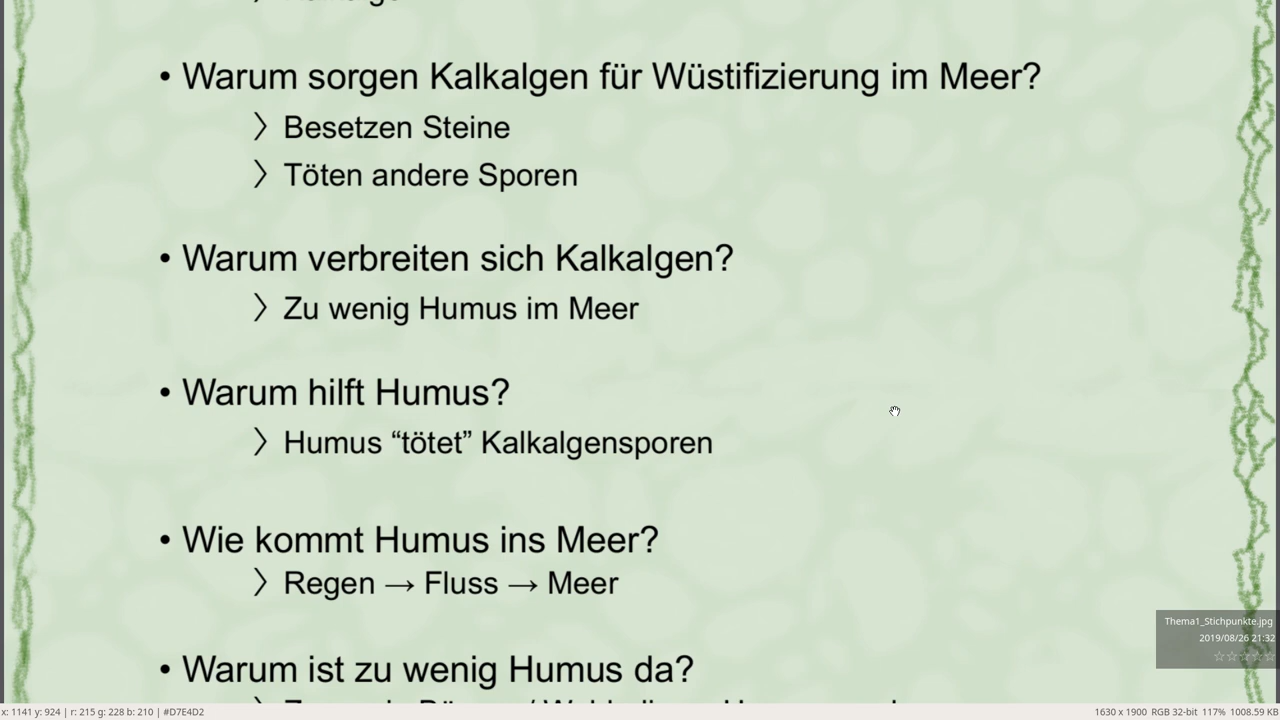 • Warum sorgen Kalkalgen für Wüstifizierung im Meer?
〉 Besetzen Steine
〉 Töten andere Sporen
• Warum verbreiten sich Kalkalgen?
〉 Zu wenig Humus im Meer
• Warum hilft Humus?
〉 Humus “tötet” Kalkalgensporen
• Wie kommt Humus ins Meer?
〉 Regen → Fluss → Meer
• Warum ist zu wenig Humus da?
Thema1_Stichpunkte.jpg
2019/08/26 21:32
☆☆☆☆☆
x: 1141 y: 924 | r: 215 g: 228 b: 210 | #D7E4D2
1630 x 1900 RGB 32-bit 117% 1008.59 KB